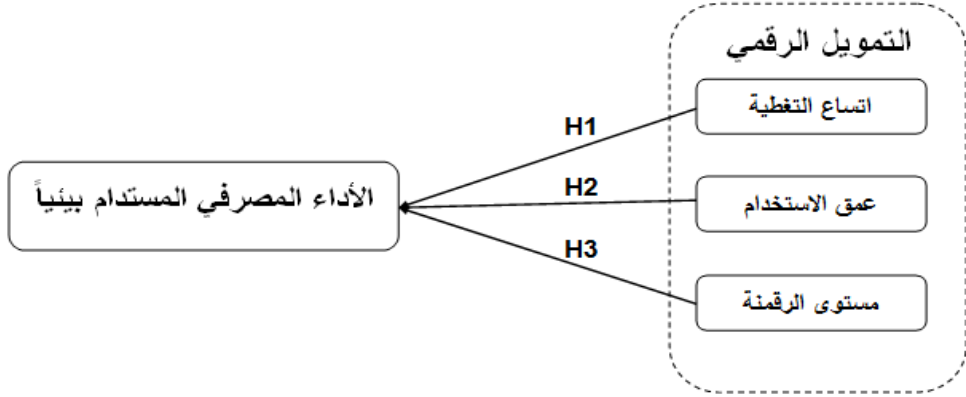 التمويل الرقمي
اتساع التغطية
عمق الاستخدام
مستوى الرقمنة
H1
H2
H3
الأداء المصرفي المستدام بيئياً